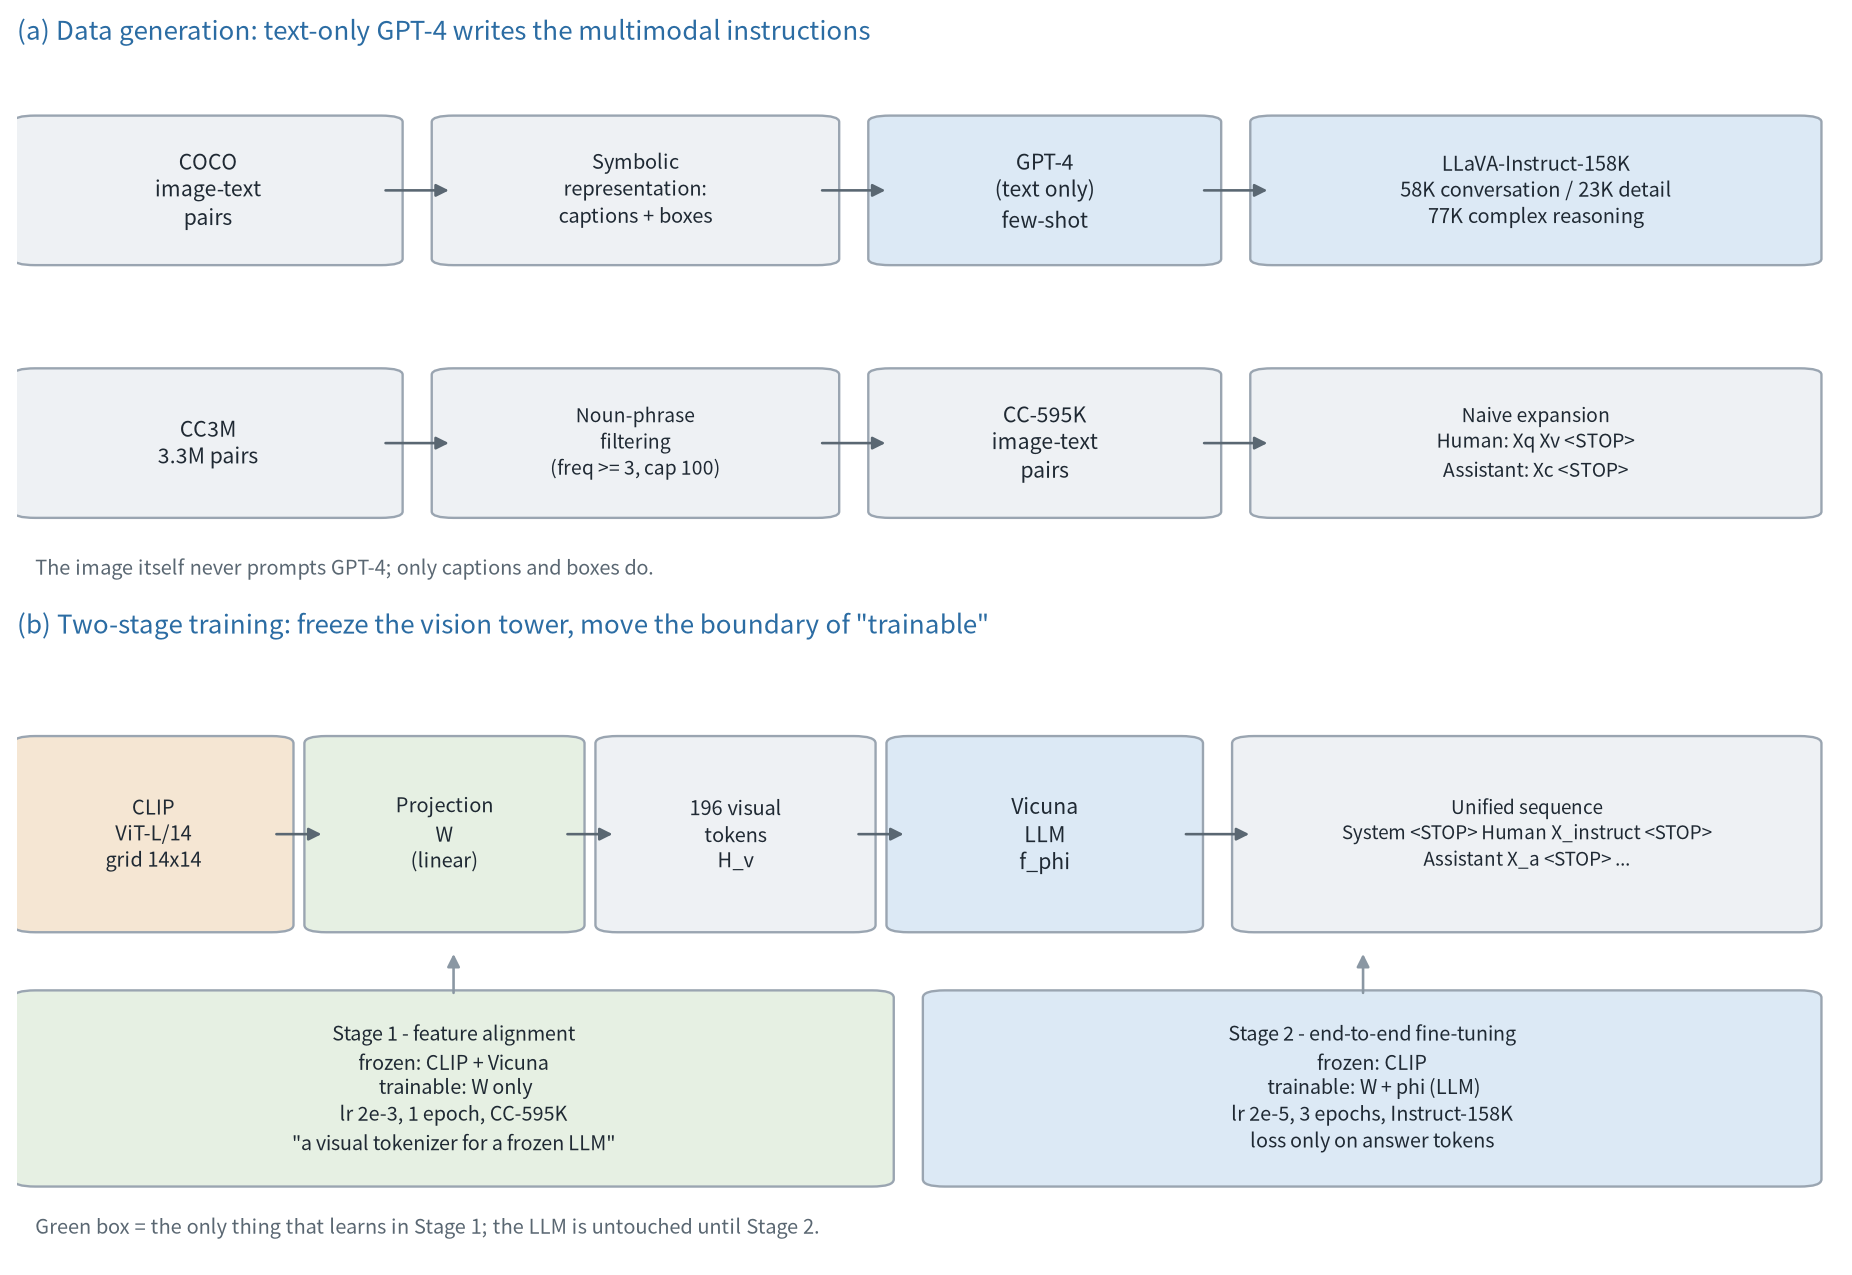 (a) Data generation: text-only GPT-4 writes the multimodal instructions
COCO
image-text
pairs
Symbolic
representation:
captions + boxes
GPT-4
(text only)
few-shot
LLaVA-Instruct-158K
58K conversation / 23K detail
77K complex reasoning
CC3M
3.3M pairs
Noun-phrase
filtering
(freq >= 3, cap 100)
CC-595K
image-text
pairs
Naive expansion
Human: Xq Xv <STOP>
Assistant: Xc <STOP>
The image itself never prompts GPT-4; only captions and boxes do.
(b) Two-stage training: freeze the vision tower, move the boundary of "trainable"
CLIP
ViT-L/14
grid 14x14
Projection
W
(linear)
196 visual
tokens
H_v
Vicuna
LLM
f_phi
Unified sequence
System <STOP> Human X_instruct <STOP>
Assistant X_a <STOP> ...
Stage 1 - feature alignment
frozen: CLIP + Vicuna
trainable: W only
lr 2e-3, 1 epoch, CC-595K
"a visual tokenizer for a frozen LLM"
Stage 2 - end-to-end fine-tuning
frozen: CLIP
trainable: W + phi (LLM)
lr 2e-5, 3 epochs, Instruct-158K
loss only on answer tokens
Green box = the only thing that learns in Stage 1; the LLM is untouched until Stage 2.